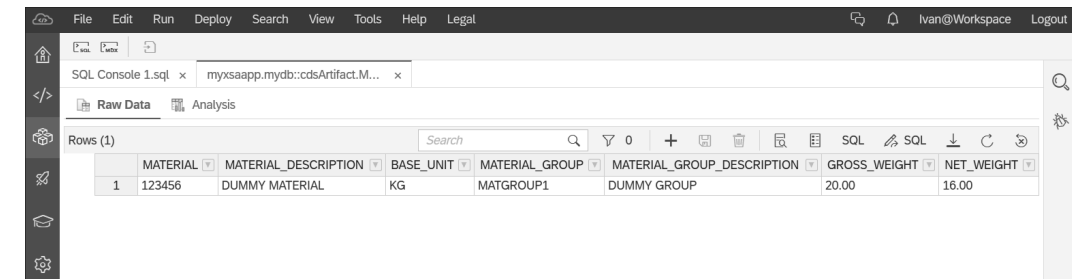 File Edit Run Deploy Search View Tools Help Legal Ivan@Workspace Logout
SQL MDX
SQL Console 1.sql × myxsaapp.mydb::cdsArtifact.M... ×
Raw Data Analysis
Rows (1) Search 0 SQL SQL
MATERIAL MATERIAL_DESCRIPTION BASE_UNIT MATERIAL_GROUP MATERIAL_GROUP_DESCRIPTION GROSS_WEIGHT NET_WEIGHT
1 123456 DUMMY MATERIAL KG MATGROUP1 DUMMY GROUP 20.00 16.00